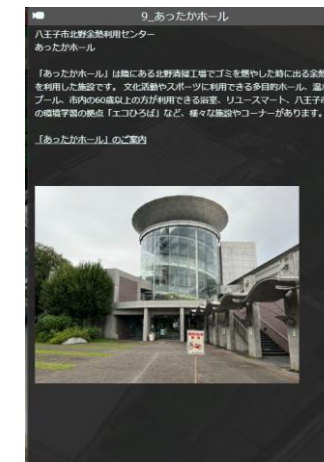 9_あったかホール
八王子市北野余熱利用センター
あったかホール
「あったかホール」は隣にある北野清掃工場でゴミを燃やした時に出る余熱
を利用した施設です。文化活動やスポーツに利用できる多目的ホール、温水
プール、市内の60歳以上の方が利用できる浴室、リユースマート、八王子市
の環境学習の拠点「エコひろば」など、様々な施設やコーナーがあります。
「あったかホール」のご案内